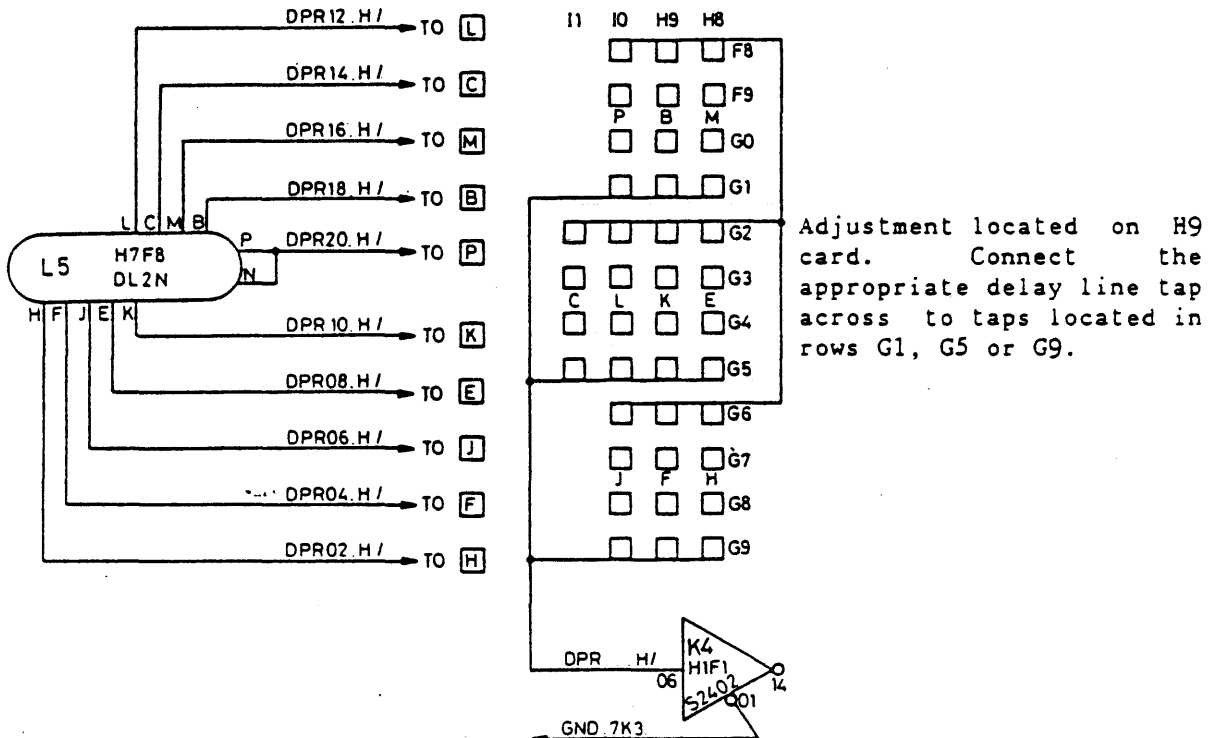 DPR12.H/ TO L
I1 I0 H9 H8
F8
DPR14.H/ TO C
F9
P B M
DPR16.H/ TO M
G0
DPR18.H/ TO B
G1
L C M B
P
DPR20.H/ TO P
G2
L5 H7F8
DL2N
N
G3
C L K E
H F J E K
DPR10.H/ TO K
G4
G5
DPR08.H/ TO E
G6
DPR06.H/ TO J
G7
J F H
DPR04.H/ TO F
G8
DPR02.H/ TO H
G9
Adjustment located on H9
card. Connect the
appropriate delay line tap
across to taps located in
rows G1, G5 or G9.
DPR H/
06
K4
H1F1
S2402
14
01
GND.7K3